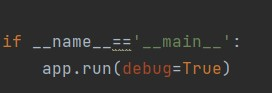 if __name__=='__main__':
    app.run(debug=True)